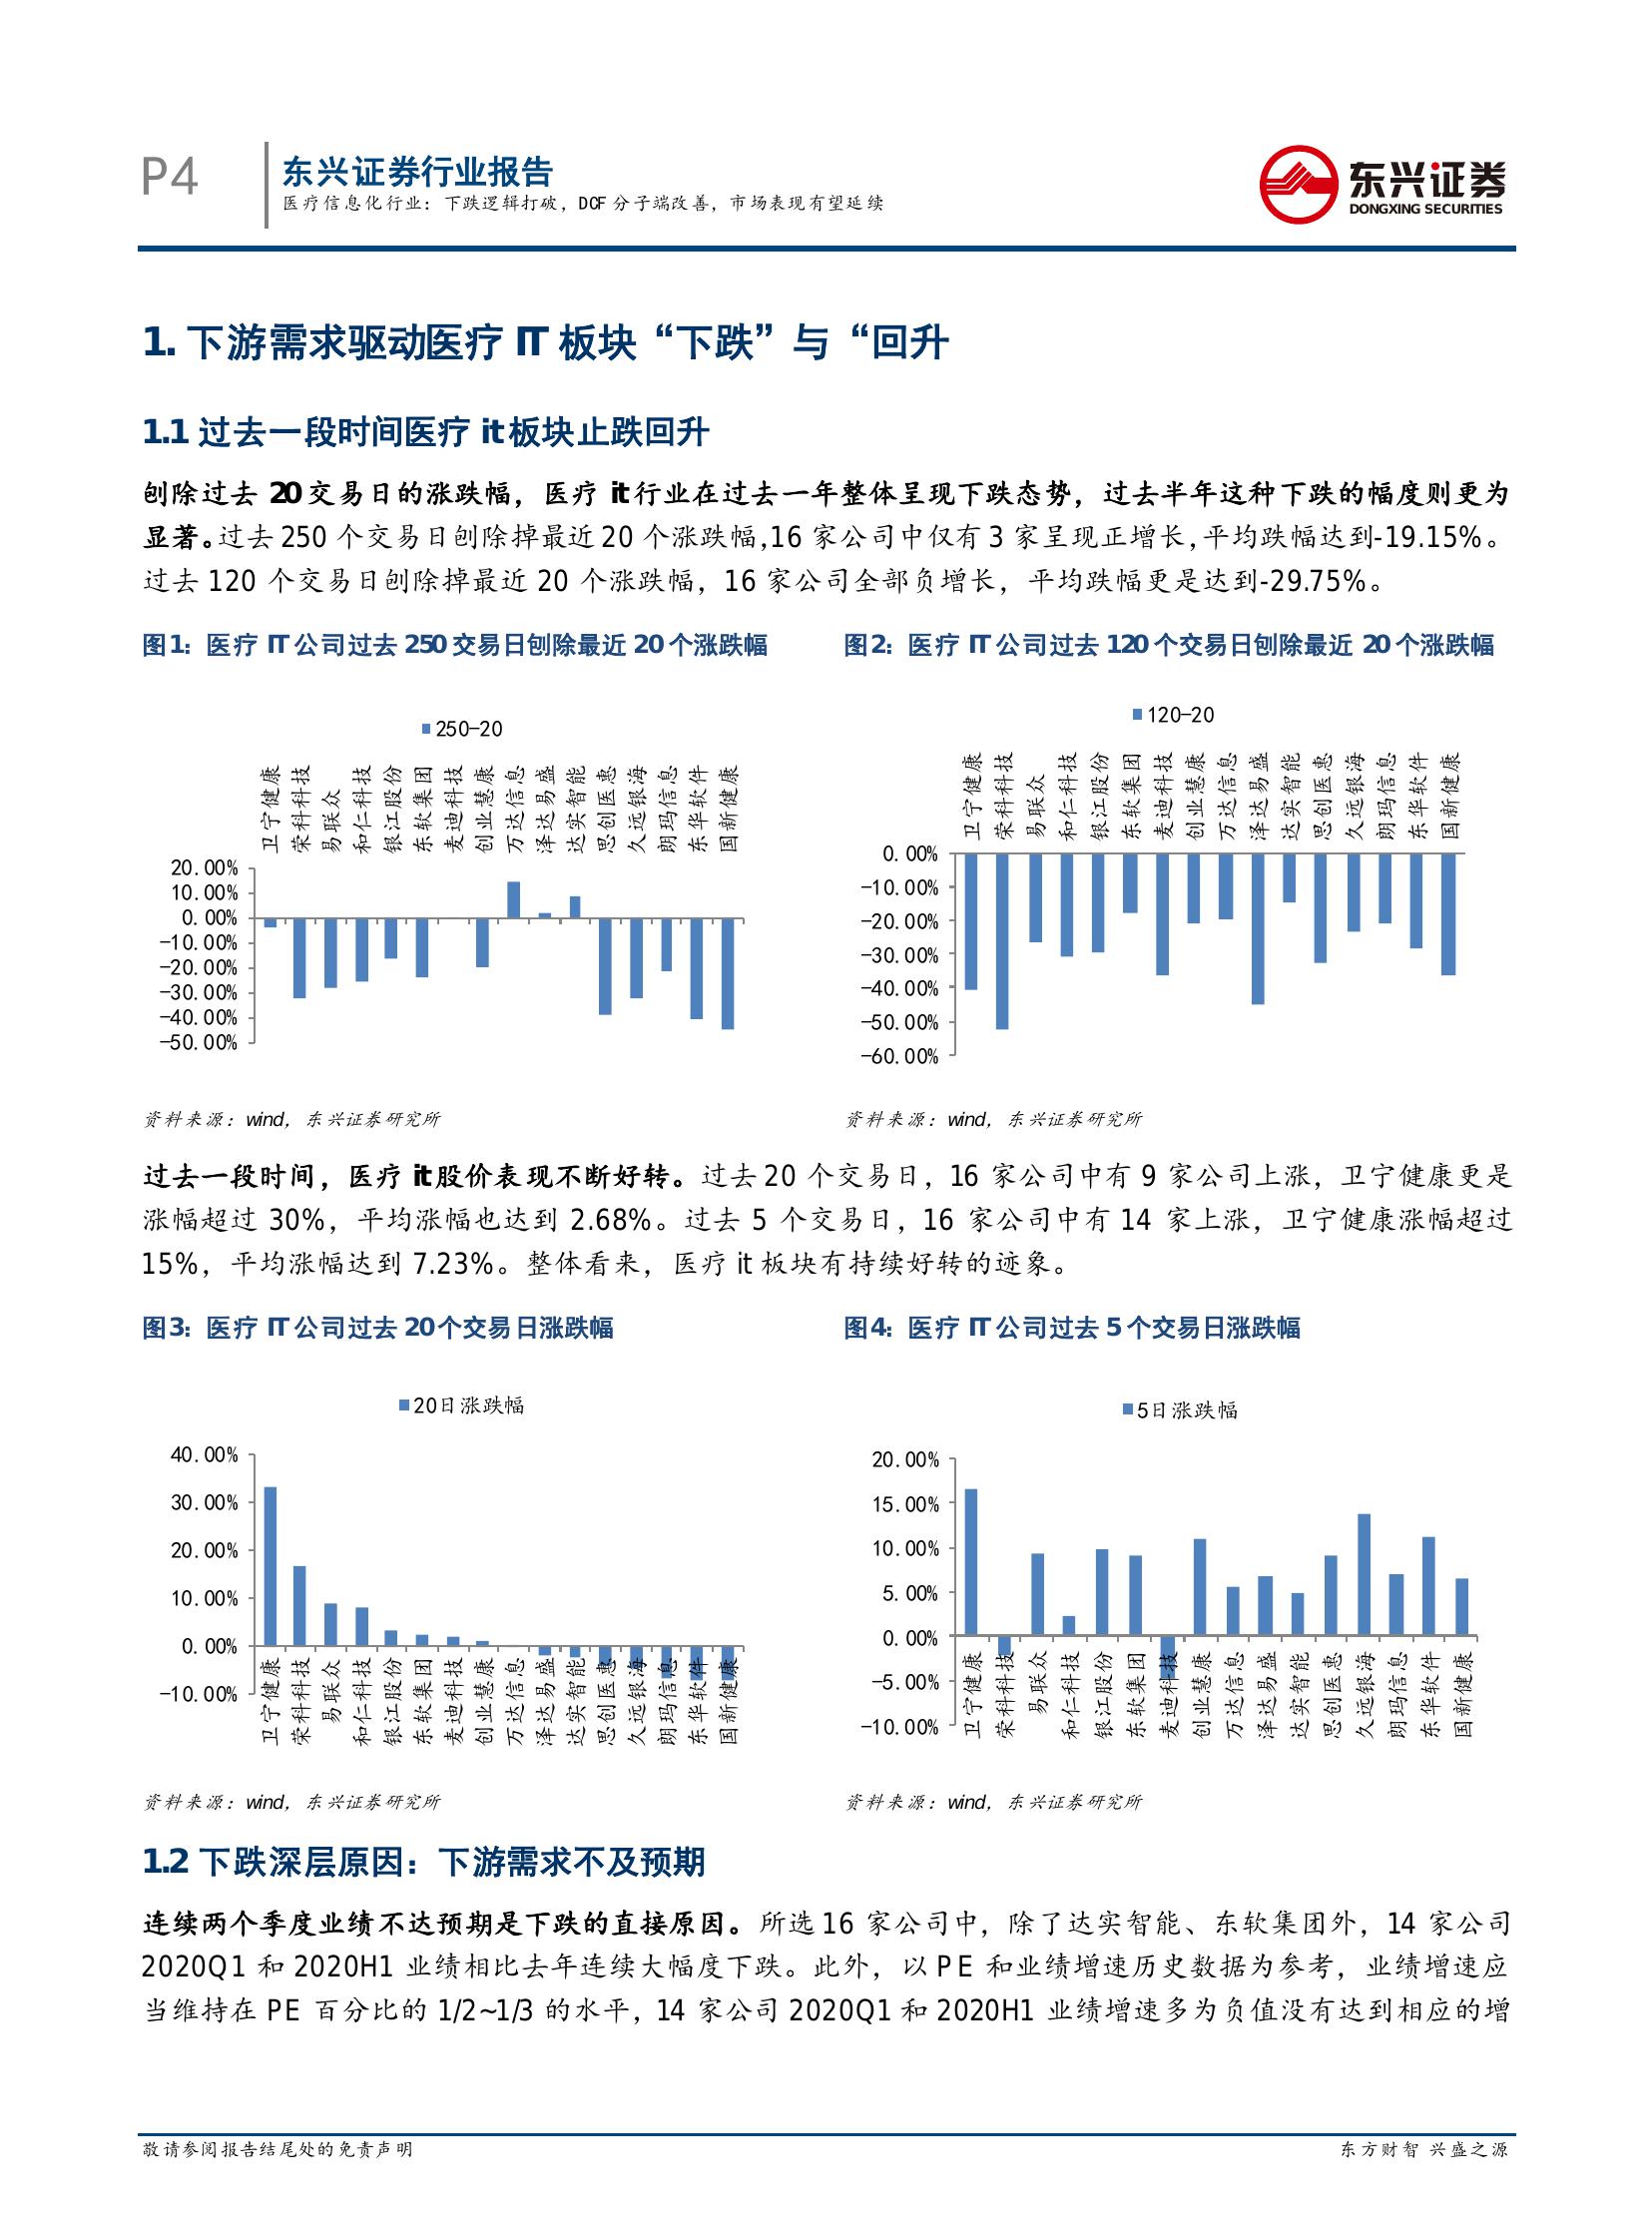 P4
东兴证券行业报告
医疗信息化行业：下跌逻辑打破，DCF 分子端改善，市场表现有望延续
东兴证券
DONGXING SECURITIES
1. 下游需求驱动医疗 IT 板块“下跌”与“回升
1.1 过去一段时间医疗 it 板块止跌回升
刨除过去 20 交易日的涨跌幅，医疗 it 行业在过去一年整体呈现下跌态势，过去半年这种下跌的幅度则更为
显著。过去 250 个交易日刨除掉最近 20 个涨跌幅,16 家公司中仅有 3 家呈现正增长,平均跌幅达到-19.15%。
过去 120 个交易日刨除掉最近 20 个涨跌幅，16 家公司全部负增长，平均跌幅更是达到-29.75%。
图1：医疗 IT 公司过去 250 交易日刨除最近 20 个涨跌幅
250-20
卫宁健康
荣科科技
易联众
和仁科技
银江股份
东软集团
麦迪科技
创业慧康
万达信息
泽达易盛
达实智能
思创医惠
久远银海
朗玛信息
东华软件
国新健康
20.00%
10.00%
0.00%
-10.00%
-20.00%
-30.00%
-40.00%
-50.00%
资料来源：wind，东兴证券研究所
图2：医疗 IT 公司过去 120 个交易日刨除最近 20 个涨跌幅
120-20
卫宁健康
荣科科技
易联众
和仁科技
银江股份
东软集团
麦迪科技
创业慧康
万达信息
泽达易盛
达实智能
思创医惠
久远银海
朗玛信息
东华软件
国新健康
0.00%
-10.00%
-20.00%
-30.00%
-40.00%
-50.00%
-60.00%
资料来源：wind，东兴证券研究所
过去一段时间，医疗 it 股价表现不断好转。过去 20 个交易日，16 家公司中有 9 家公司上涨，卫宁健康更是
涨幅超过 30%，平均涨幅也达到 2.68%。过去 5 个交易日，16 家公司中有 14 家上涨，卫宁健康涨幅超过
15%，平均涨幅达到 7.23%。整体看来，医疗 it 板块有持续好转的迹象。
图3：医疗 IT 公司过去 20 个交易日涨跌幅
20日涨跌幅
40.00%
30.00%
20.00%
10.00%
0.00%
-10.00%
卫宁健康
荣科科技
易联众
和仁科技
银江股份
东软集团
麦迪科技
创业慧康
万达信息
泽达易盛
达实智能
思创医惠
久远银海
朗玛信息
东华软件
国新健康
资料来源：wind，东兴证券研究所
图4：医疗 IT 公司过去 5 个交易日涨跌幅
5日涨跌幅
20.00%
15.00%
10.00%
5.00%
0.00%
-5.00%
-10.00%
卫宁健康
荣科科技
易联众
和仁科技
银江股份
东软集团
麦迪科技
创业慧康
万达信息
泽达易盛
达实智能
思创医惠
久远银海
朗玛信息
东华软件
国新健康
资料来源：wind，东兴证券研究所
1.2 下跌深层原因：下游需求不及预期
连续两个季度业绩不达预期是下跌的直接原因。所选 16 家公司中，除了达实智能、东软集团外，14 家公司
2020Q1 和 2020H1 业绩相比去年连续大幅度下跌。此外，以 PE 和业绩增速历史数据为参考，业绩增速应
当维持在 PE 百分比的 1/2~1/3 的水平，14 家公司 2020Q1 和 2020H1 业绩增速多为负值没有达到相应的增
敬请参阅报告结尾处的免责声明
东方财智 兴盛之源